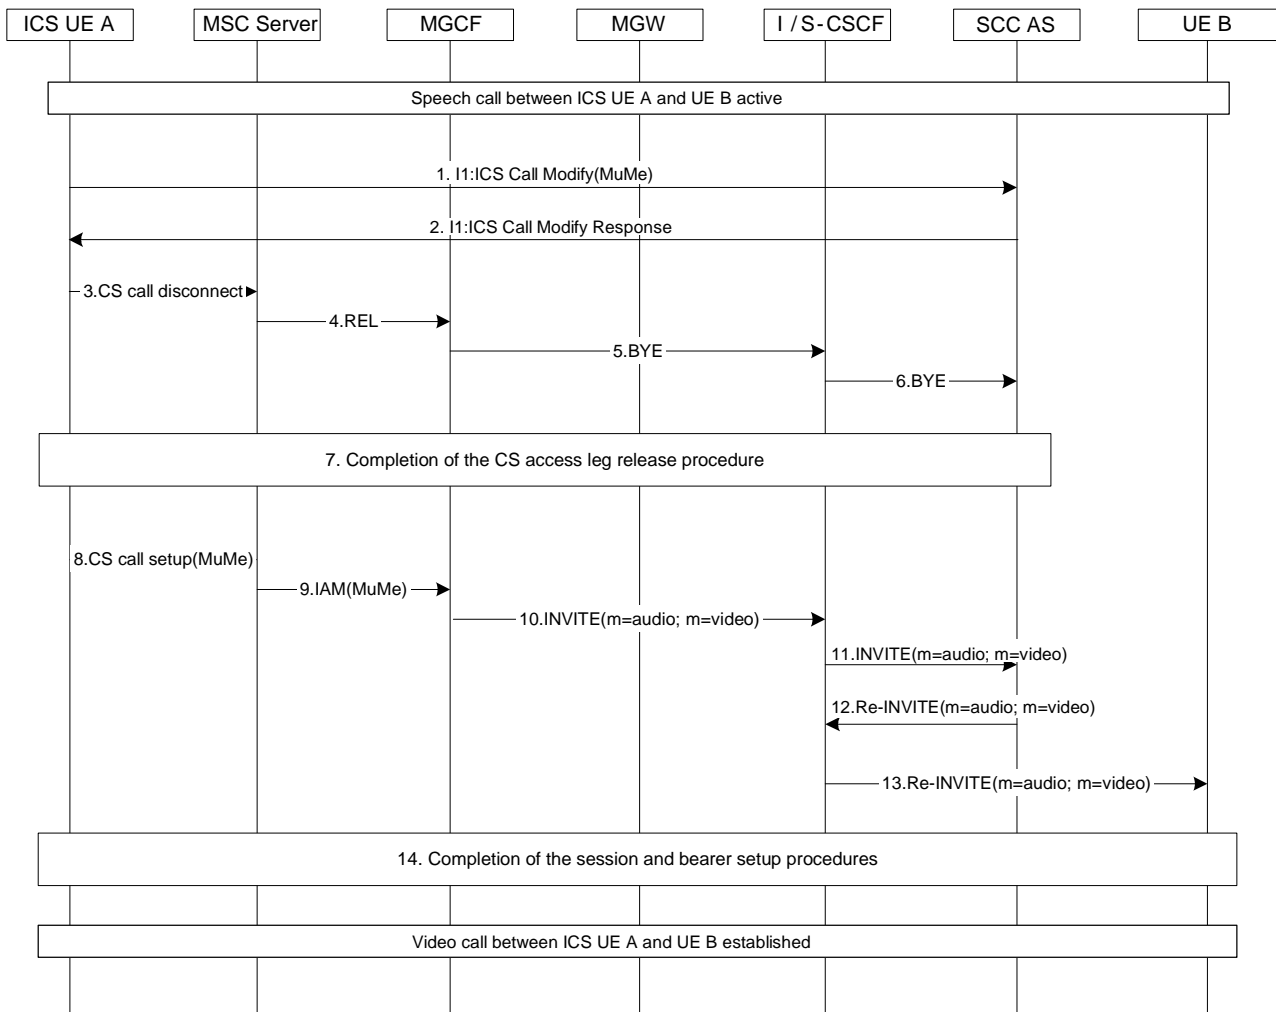 ICS UE A MSC Server MGCF MGW I / S-CSCF SCC AS UE B
Speech call between ICS UE A and UE B active
1. I1:ICS Call Modify(MuMe)
2. I1:ICS Call Modify Response
3.CS call disconnect
4.REL
5.BYE
6.BYE
7. Completion of the CS access leg release procedure
8.CS call setup(MuMe)
9.IAM(MuMe)
10.INVITE(m=audio; m=video)
11.INVITE(m=audio; m=video)
12.Re-INVITE(m=audio; m=video)
13.Re-INVITE(m=audio; m=video)
14. Completion of the session and bearer setup procedures
Video call between ICS UE A and UE B established